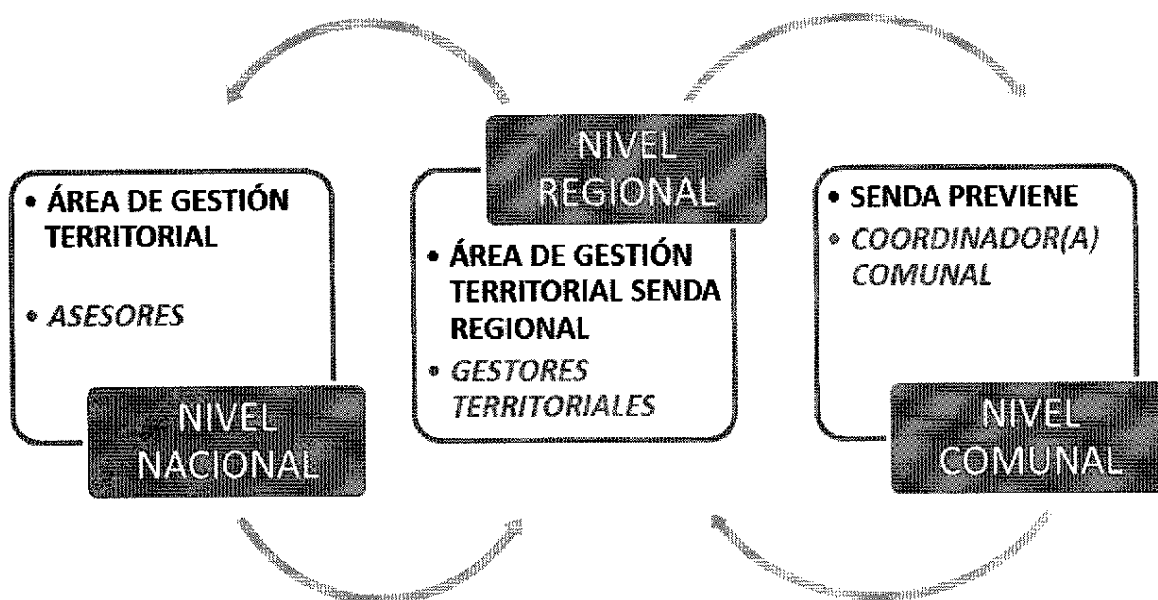 • ÁREA DE GESTIÓN
TERRITORIAL
• ASESORES
NIVEL
NACIONAL
NIVEL
REGIONAL
• ÁREA DE GESTIÓN
TERRITORIAL SENDA
REGIONAL
• GESTORES
TERRITORIALES
• SENDA PREVIENE
• COORDINADOR(A)
COMUNAL
NIVEL
COMUNAL